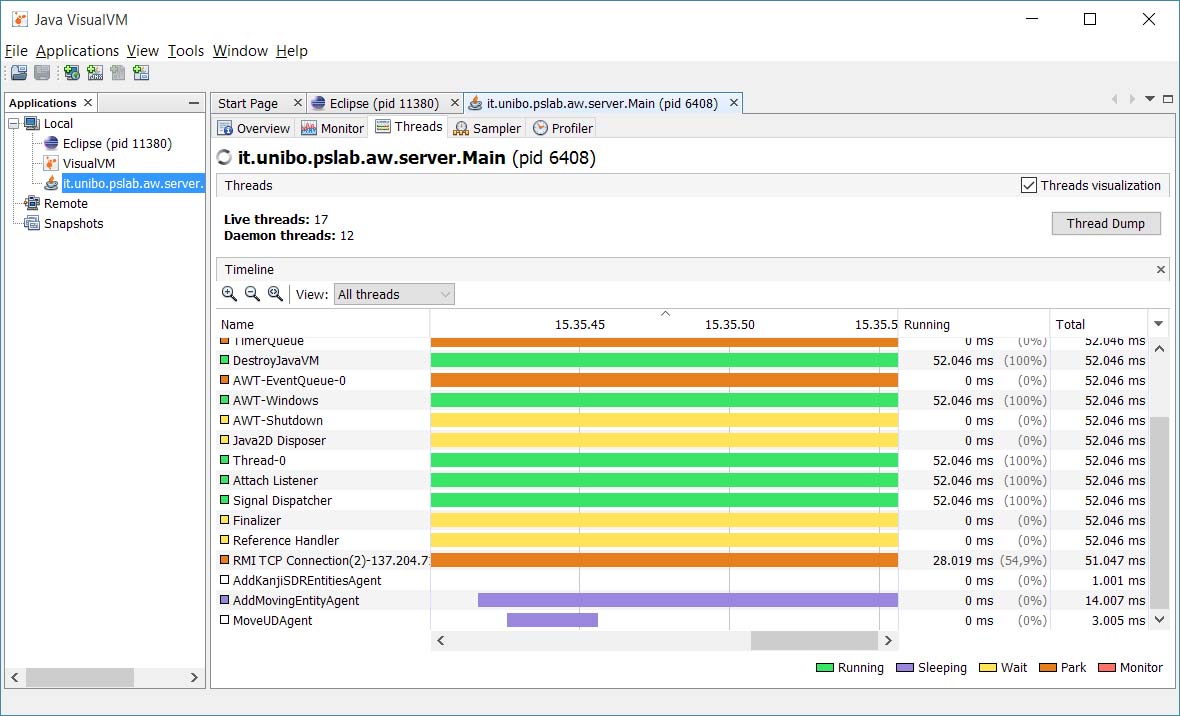 Java VisualVM
File Applications View Tools Window Help
Applications
Local
Eclipse (pid 11380)
VisualVM
it.unibo.pslab.aw.server.
Remote
Snapshots
Start Page Eclipse (pid 11380) it.unibo.pslab.aw.server.Main (pid 6408)
Overview Monitor Threads Sampler Profiler
it.unibo.pslab.aw.server.Main (pid 6408)
Threads Threads visualization
Live threads: 17
Daemon threads: 12
Thread Dump
Timeline
View: All threads
Name 15.35.45 15.35.50 15.35.5 Running Total
TimerQueue 0 ms (0%) 52.046 ms
DestroyJavaVM 52.046 ms (100%) 52.046 ms
AWT-EventQueue-0 0 ms (0%) 52.046 ms
AWT-Windows 52.046 ms (100%) 52.046 ms
AWT-Shutdown 0 ms (0%) 52.046 ms
Java2D Disposer 0 ms (0%) 52.046 ms
Thread-0 52.046 ms (100%) 52.046 ms
Attach Listener 52.046 ms (100%) 52.046 ms
Signal Dispatcher 52.046 ms (100%) 52.046 ms
Finalizer 0 ms (0%) 52.046 ms
Reference Handler 0 ms (0%) 52.046 ms
RMI TCP Connection(2)-137.204.7 28.019 ms (54,9%) 51.047 ms
AddKanjiSDREntitiesAgent 0 ms (0%) 1.001 ms
AddMovingEntityAgent 0 ms (0%) 14.007 ms
MoveUDAgent 0 ms (0%) 3.005 ms
Running Sleeping Wait Park Monitor